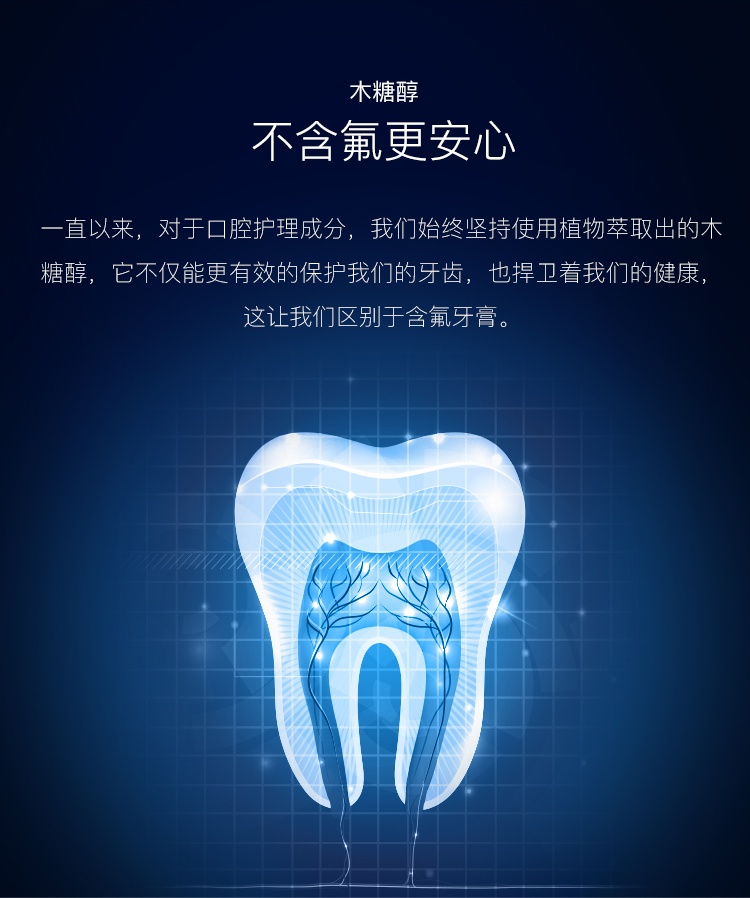 木糖醇
不含氟更安心
一直以来，对于口腔护理成分，我们始终坚持使用植物萃取出的木
糖醇，它不仅能更有效的保护我们的牙齿，也捍卫着我们的健康，
这让我们区别于含氟牙膏。